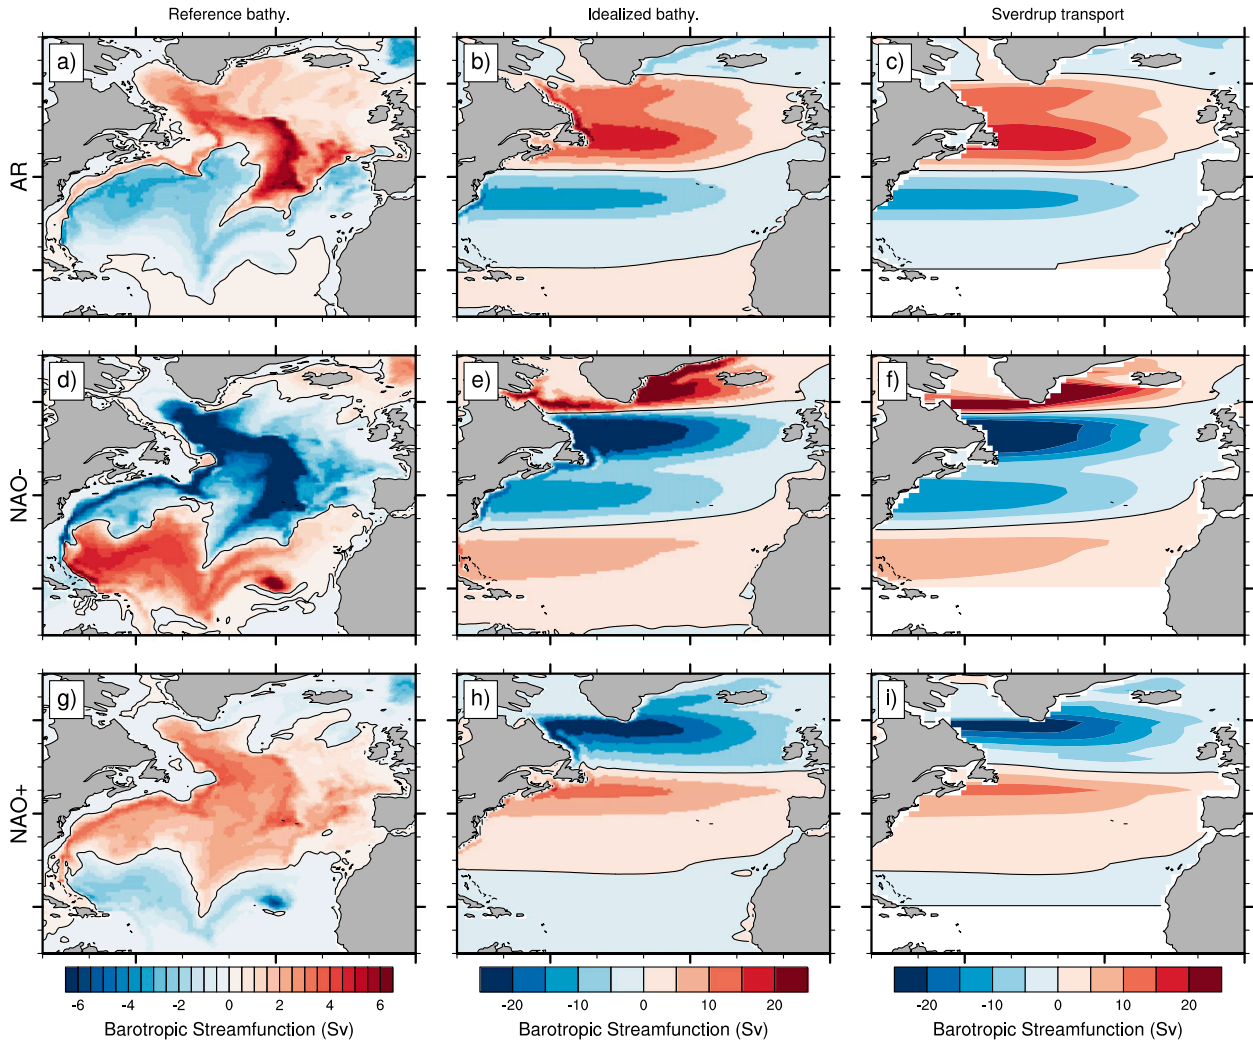 Reference bathy.
Idealized bathy.
Sverdrup transport
AR
a)
b)
c)
NAO-
d)
e)
f)
NAO+
g)
h)
i)
-6 -4 -2 0 2 4 6
-20 -10 0 10 20
-20 -10 0 10 20
Barotropic Streamfunction (Sv)
Barotropic Streamfunction (Sv)
Barotropic Streamfunction (Sv)